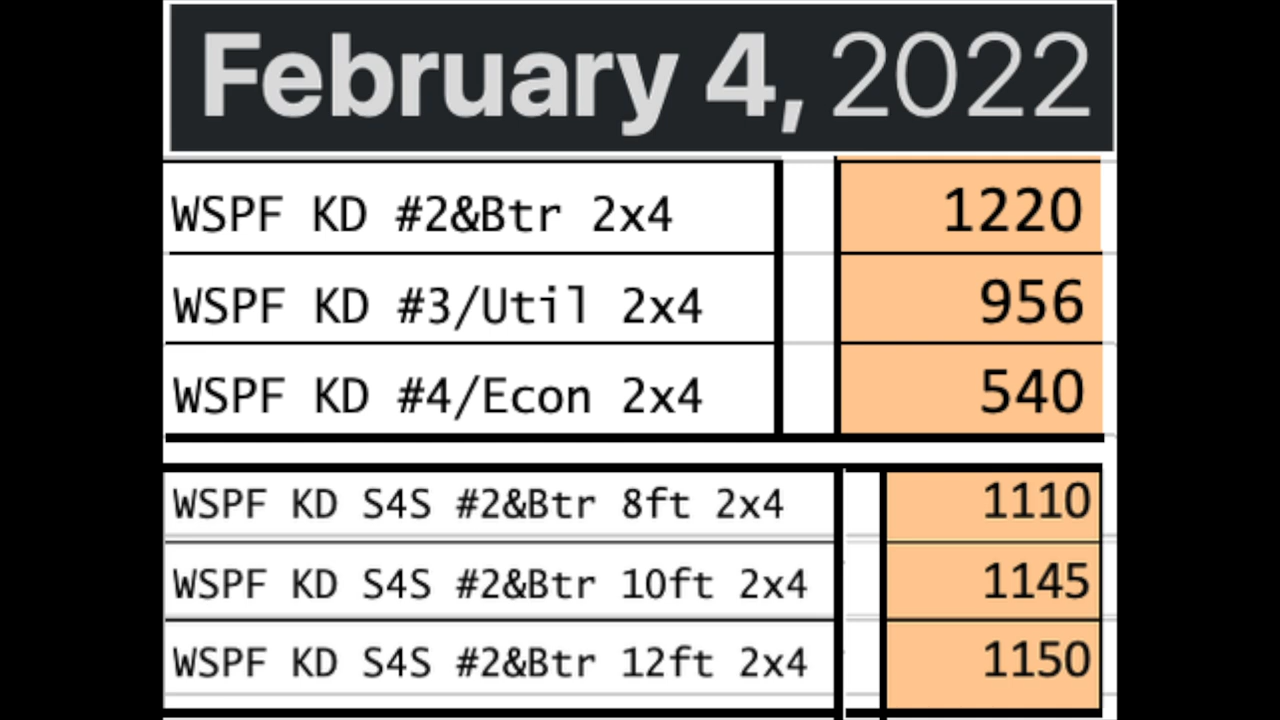 February 4, 2022
WSPF KD #2&Btr 2x4 1220
WSPF KD #3/Util 2x4 956
WSPF KD #4/Econ 2x4 540
WSPF KD S4S #2&Btr 8ft 2x4 1110
WSPF KD S4S #2&Btr 10ft 2x4 1145
WSPF KD S4S #2&Btr 12ft 2x4 1150